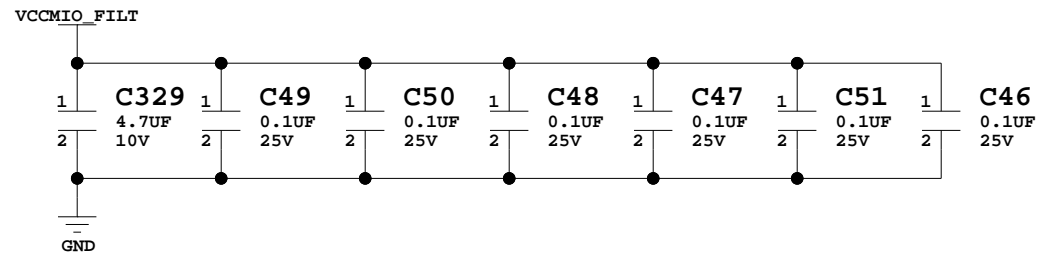 VCCMIO_FILT
1 C329 1 C49 1 C50 1 C48 1 C47 1 C51 1 C46
4.7UF 0.1UF 0.1UF 0.1UF 0.1UF 0.1UF 0.1UF
2 10V 2 25V 2 25V 2 25V 2 25V 2 25V 2 25V
GND